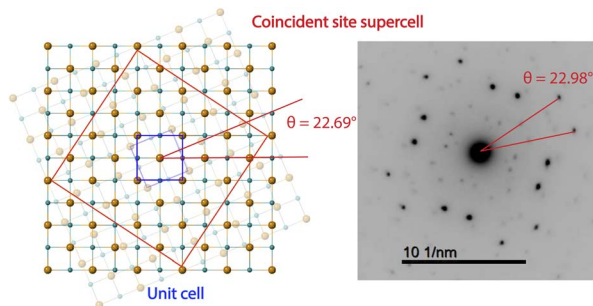 Coincident site supercell
θ = 22.69°
Unit cell
θ = 22.98°
10 1/nm